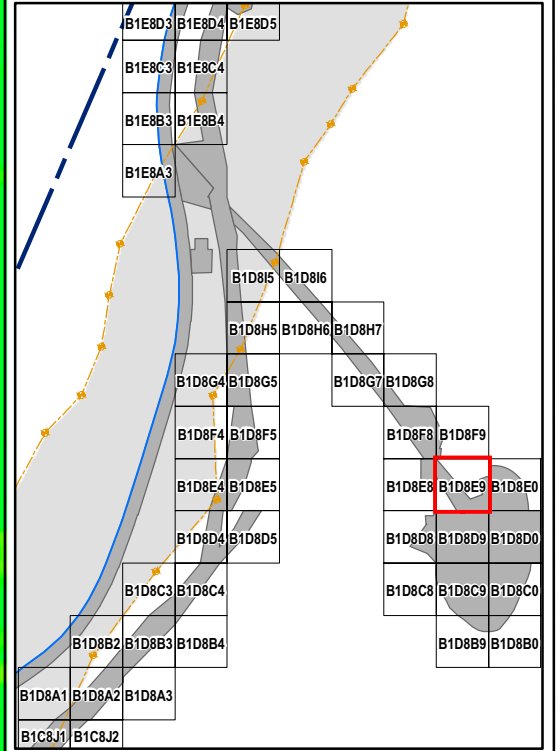 B1E8D3 B1E8D4 B1E8D5
B1E8C3 B1E8C4
B1E8B3 B1E8B4
B1E8A3
B1D8I5 B1D8I6
B1D8H5 B1D8H6 B1D8H7
B1D8G4 B1D8G5 B1D8G7 B1D8G8
B1D8F4 B1D8F5 B1D8F8 B1D8F9
B1D8E4 B1D8E5 B1D8E8 B1D8E9 B1D8E0
B1D8D4 B1D8D5 B1D8D8 B1D8D9 B1D8D0
B1D8C3 B1D8C4 B1D8C8 B1D8C9 B1D8C0
B1D8B2 B1D8B3 B1D8B4 B1D8B9 B1D8B0
B1D8A1 B1D8A2 B1D8A3
B1C8J1 B1C8J2